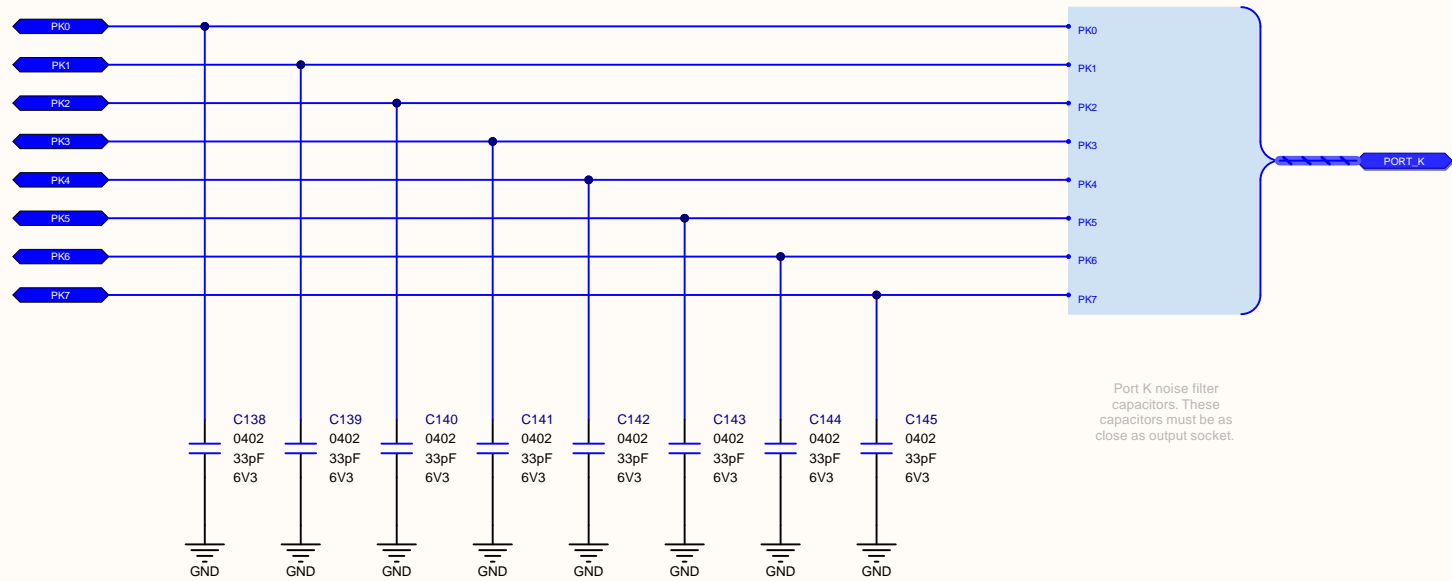 PK0
PK1
PK2
PK3
PK4
PK5
PK6
PK7
PK0
PK1
PK2
PK3
PK4
PK5
PK6
PK7
PORT_K
Port K noise filter
capacitors. These
capacitors must be as
close as output socket.
C138
0402
33pF
6V3
C139
0402
33pF
6V3
C140
0402
33pF
6V3
C141
0402
33pF
6V3
C142
0402
33pF
6V3
C143
0402
33pF
6V3
C144
0402
33pF
6V3
C145
0402
33pF
6V3
GND
GND
GND
GND
GND
GND
GND
GND